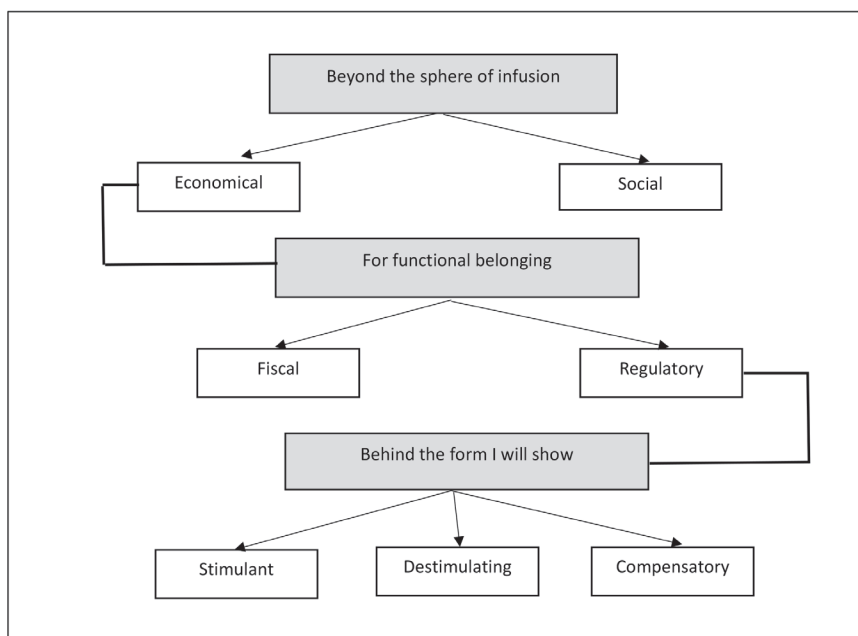 Beyond the sphere of infusion
Economical
Social
For functional belonging
Fiscal
Regulatory
Behind the form I will show
Stimulant
Destimulating
Compensatory